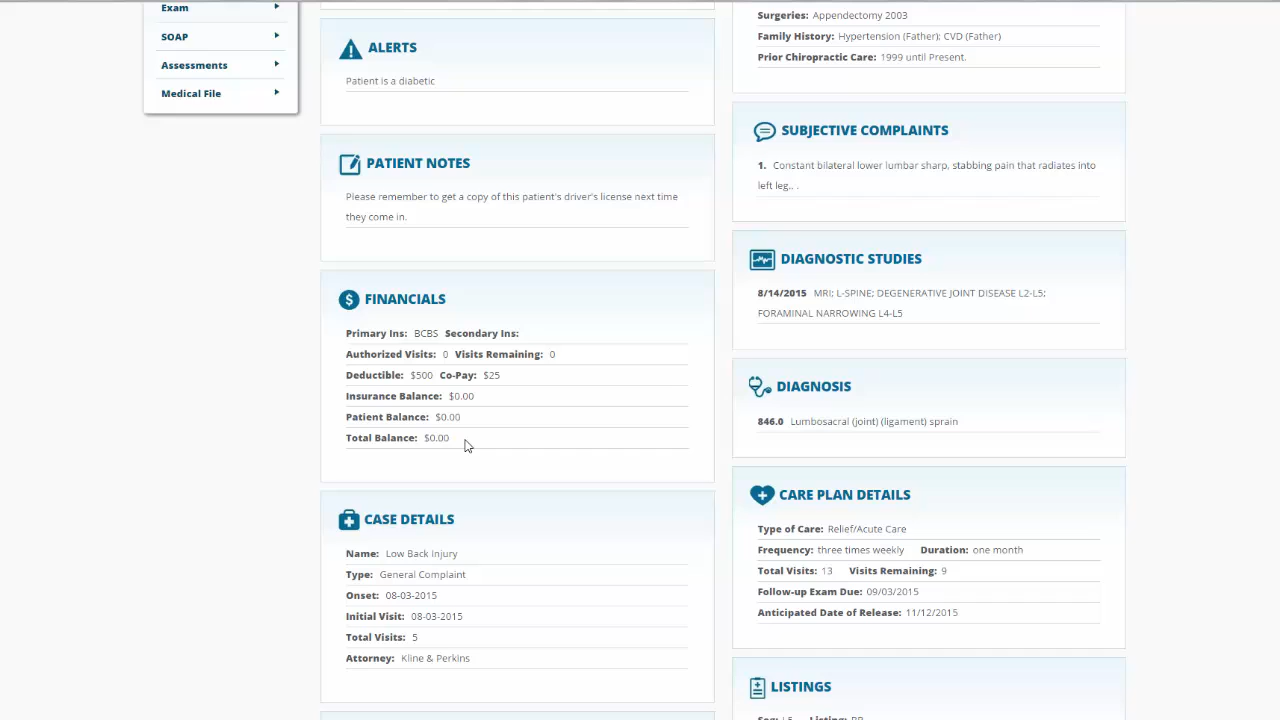 Exam
SOAP
Assessments
Medical File
ALERTS
Patient is a diabetic
PATIENT NOTES
Please remember to get a copy of this patient's driver's license next time
they come in.
FINANCIALS
Primary Ins: BCBS Secondary Ins:
Authorized Visits: 0 Visits Remaining: 0
Deductible: $500 Co-Pay: $25
Insurance Balance: $0.00
Patient Balance: $0.00
Total Balance: $0.00
CASE DETAILS
Name: Low Back Injury
Type: General Complaint
Onset: 08-03-2015
Initial Visit: 08-03-2015
Total Visits: 5
Attorney: Kline & Perkins
Surgeries: Appendectomy 2003
Family History: Hypertension (Father); CVD (Father)
Prior Chiropractic Care: 1999 until Present.
SUBJECTIVE COMPLAINTS
1. Constant bilateral lower lumbar sharp, stabbing pain that radiates into
left leg.. .
DIAGNOSTIC STUDIES
8/14/2015 MRI; L-SPINE; DEGENERATIVE JOINT DISEASE L2-L5;
FORAMINAL NARROWING L4-L5
DIAGNOSIS
846.0 Lumbosacral (joint) (ligament) sprain
CARE PLAN DETAILS
Type of Care: Relief/Acute Care
Frequency: three times weekly Duration: one month
Total Visits: 13 Visits Remaining: 9
Follow-up Exam Due: 09/03/2015
Anticipated Date of Release: 11/12/2015
LISTINGS